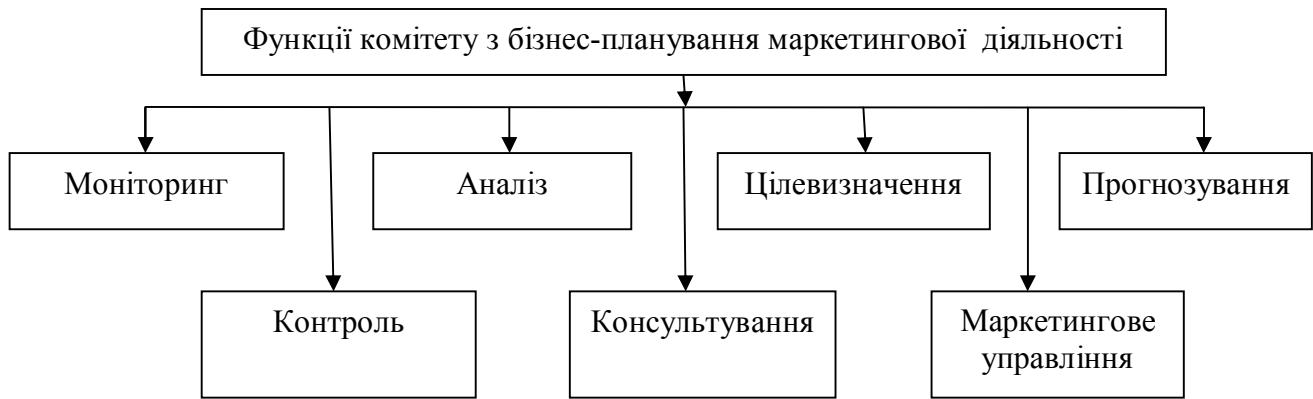 Функції комітету з бізнес-планування маркетингової діяльності
Моніторинг
Аналіз
Цілевизначення
Прогнозування
Контроль
Консультування
Маркетингове
управління